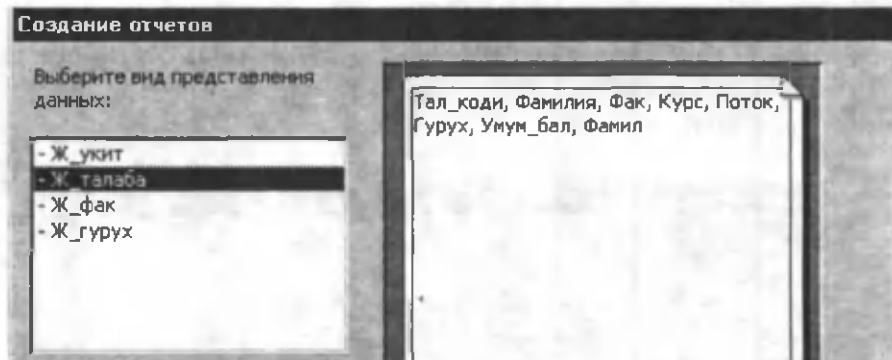 Создание отчетов
Выберите вид представления
данных:
- Ж_укит
- Ж_талаба
- Ж_фак
- Ж_гурух
Тал_коди, Фамилия, Фак, Курс, Поток,
Гурух, Умум_бал, Фамил